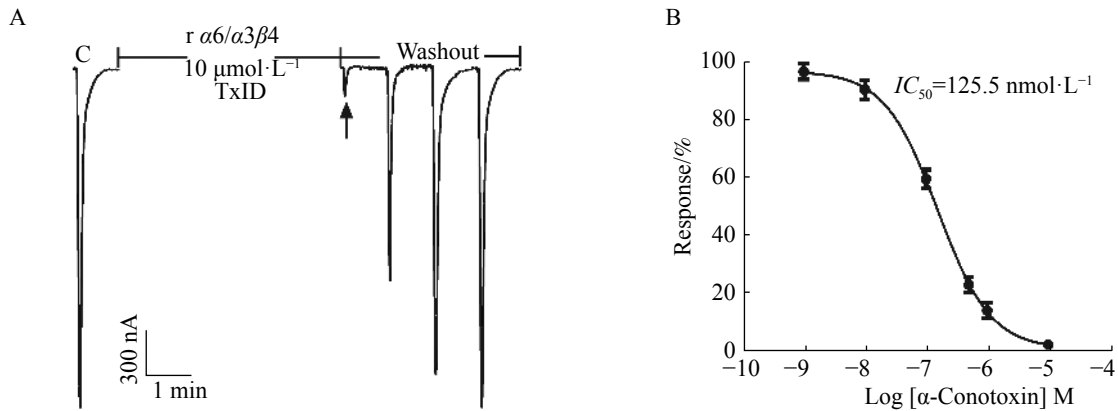 A
r α6/α3β4
C
Washout
10 μmol·L⁻¹
TxID
300 nA
1 min
B
100
80
60
40
20
0
Response/%
IC₅₀=125.5 nmol·L⁻¹
−10 −9 −8 −7 −6 −5 −4
Log [α-Conotoxin] M